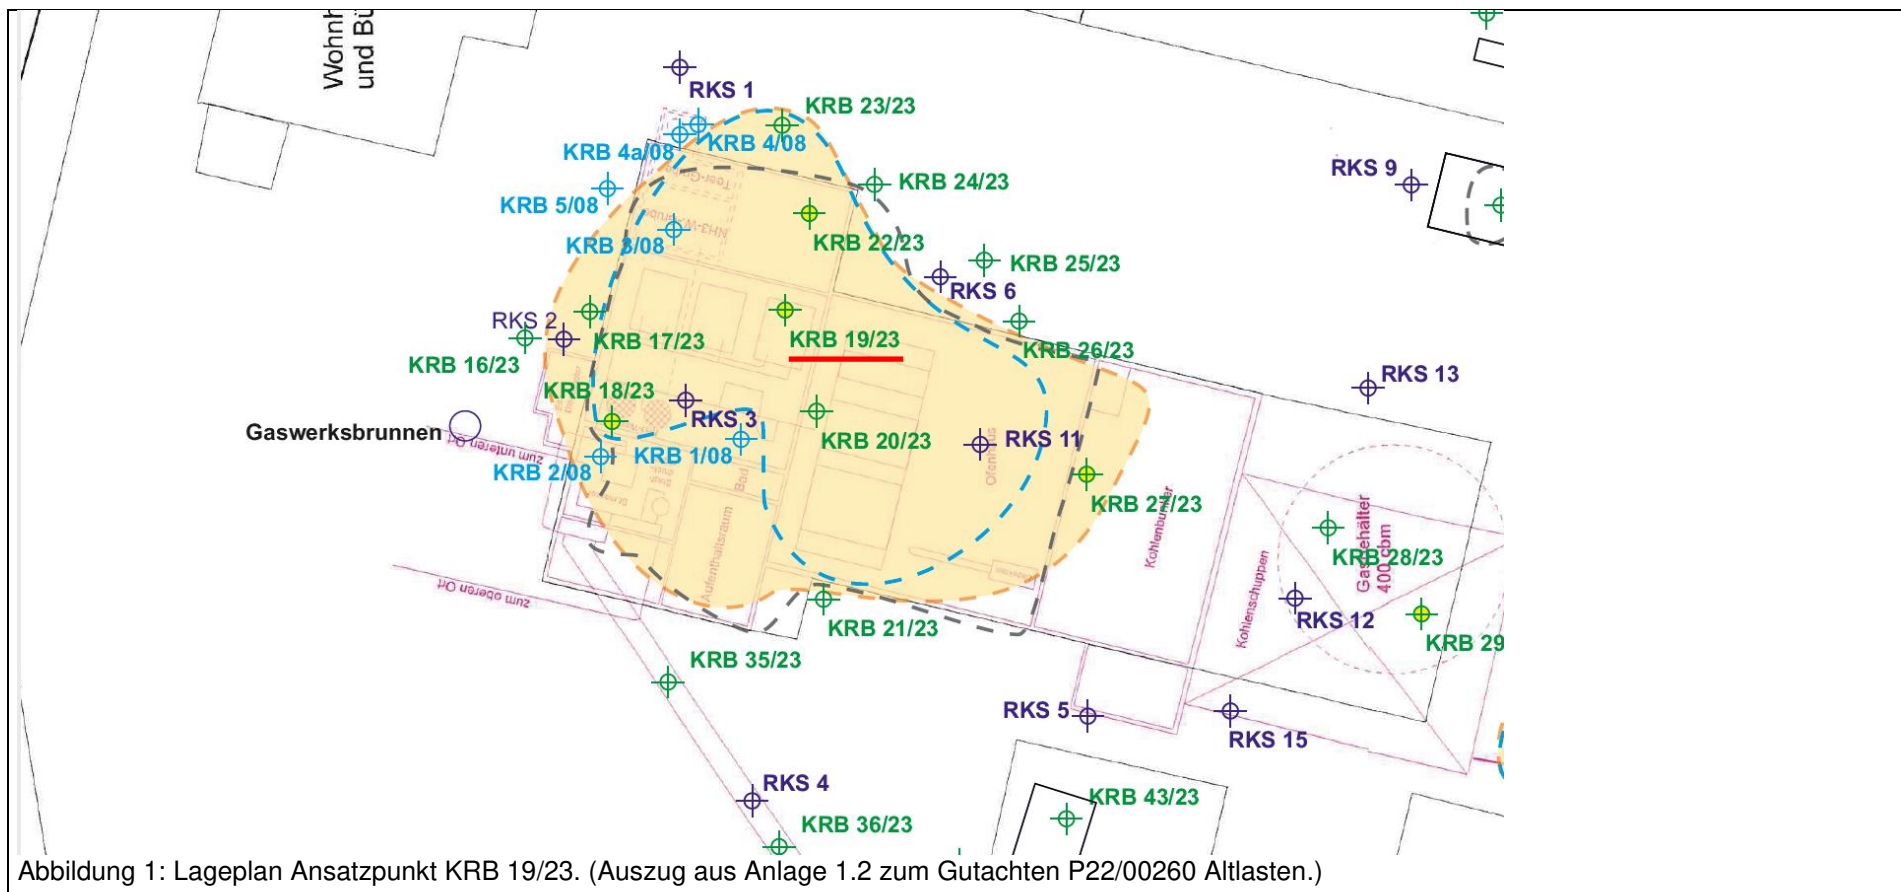 Wohnh
und Bü
RKS 1
KRB 23/23
KRB 4/08
KRB 4a/08
Teer-Grube
RKS 9
KRB 24/23
KRB 5/08
NH3-W.-Grube
KRB 3/08
KRB 22/23
KRB 25/23
RKS 6
RKS 2
KRB 17/23
KRB 19/23
KRB 26/23
KRB 16/23
RKS 13
KRB 18/23
RKS 3
Gaswerksbrunnen
zum unteren Ort
KRB 20/23
RKS 11
KRB 1/08
KRB 2/08
Bad
Ofenhaus
KRB 27/23
Kohlenbunker
Gasbehälter
400 cbm
KRB 28/23
Aufenthaltsraum
zum oberen Ort
Kohlenschuppen
RKS 12
KRB 21/23
KRB 29
KRB 35/23
RKS 5
RKS 15
RKS 4
KRB 43/23
KRB 36/23
Abbildung 1: Lageplan Ansatzpunkt KRB 19/23. (Auszug aus Anlage 1.2 zum Gutachten P22/00260 Altlasten.)